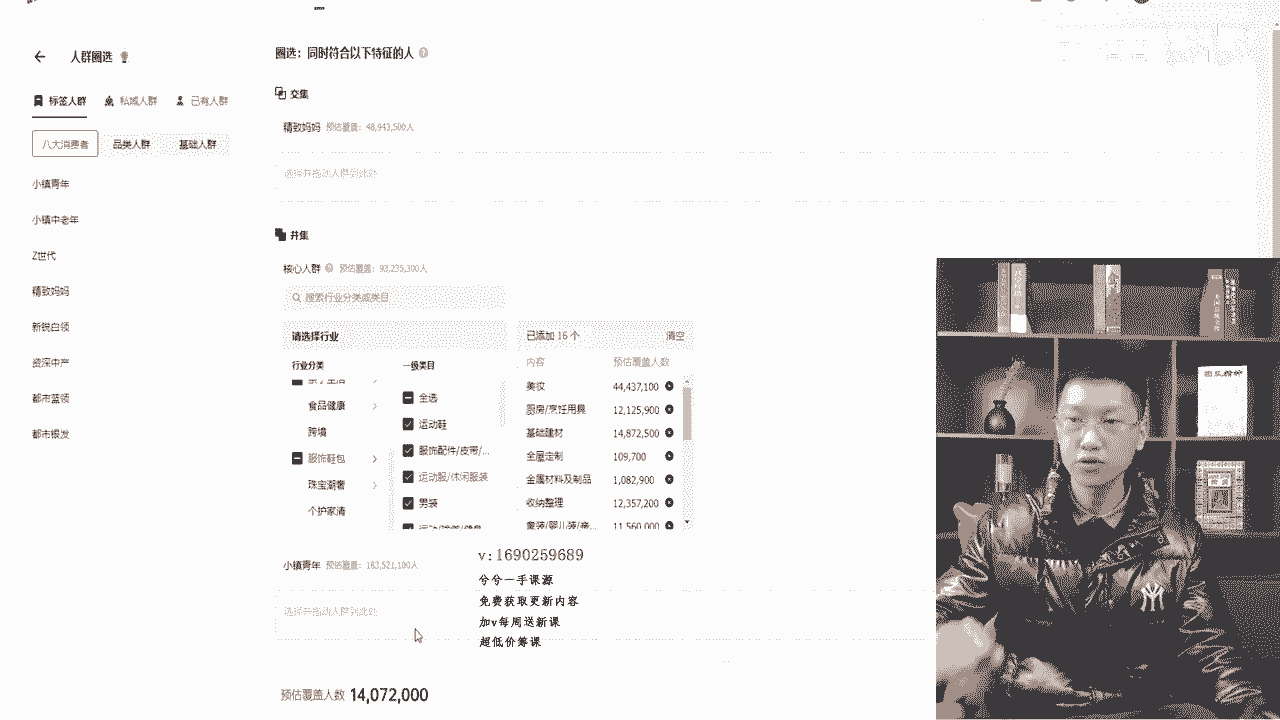 人群圈选
标签人群 私域人群 已有人群
八大消费者 品类人群 基础人群
小镇青年
小镇中老年
Z世代
精致妈妈
新锐白领
资深中产
都市蓝领
都市银发
圈选：同时符合以下特征的人
交集
精致妈妈 预估覆盖：48,943,500人
选择并拖动人群到此处
并集
核心人群 预估覆盖：93,235,300人
搜索行业分类或类目
请选择行业
行业分类 一级类目
全选
食品健康 运动鞋
跨境 服饰配件/皮带/...
服饰鞋包 运动服/休闲服装
珠宝潮奢 男装
个护家清
已添加 16 个 清空
内容 预估覆盖人数
美妆 44,437,100
厨房/烹饪用具 12,125,900
基础建材 14,872,500
全屋定制 109,700
金属材料及制品 1,082,900
收纳整理 12,357,200
童装/婴儿装/亲... 11,560,000
小镇青年 预估覆盖：163,521,100人
选择并拖动人群到此处
预估覆盖人数 14,072,000
v:1690259689
兮兮一手课源
免费获取更新内容
加v每周送新课
超低价筹课